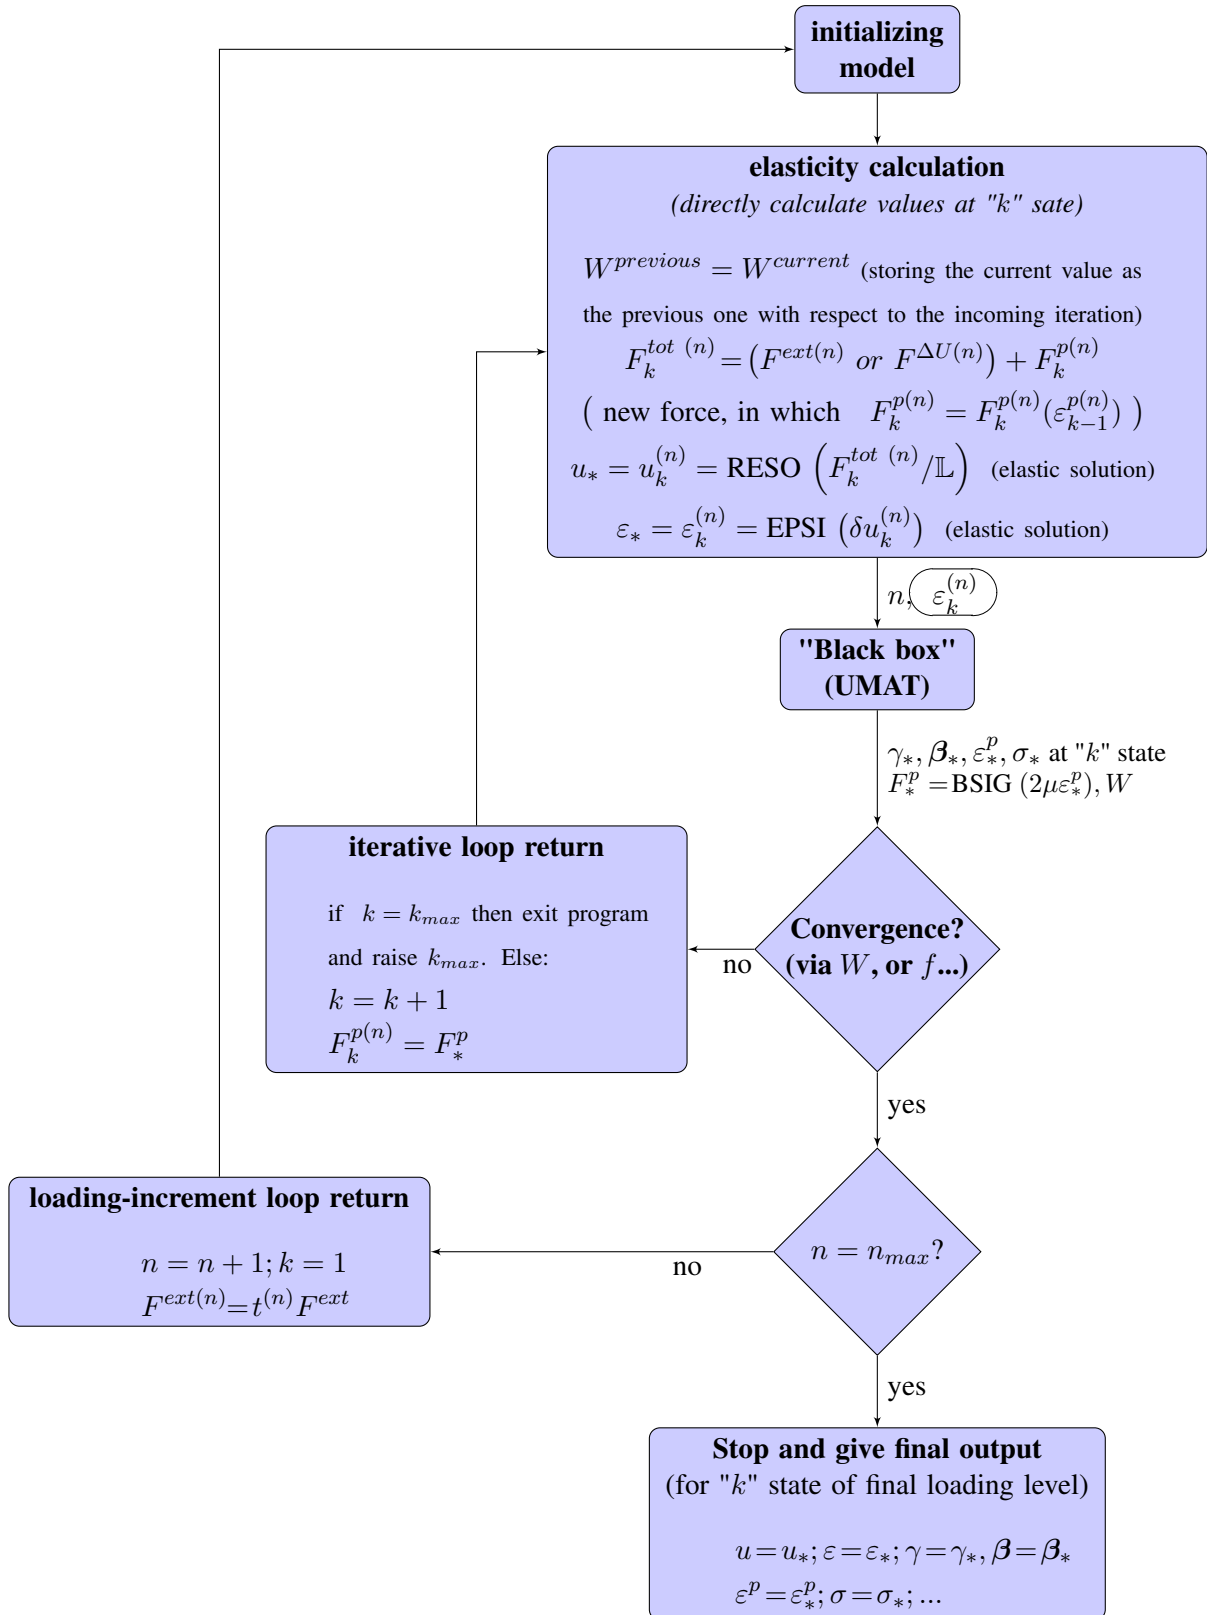 initializing
model
elasticity calculation
(directly calculate values at "k" sate)
W^{previous} = W^{current} (storing the current value as
the previous one with respect to the incoming iteration)
F_k^{tot (n)} = (F^{ext(n)} or F^{ΔU(n)}) + F_k^{p(n)}
( new force, in which F_k^{p(n)} = F_k^{p(n)}(ε_{k-1}^{p(n)}) )
u_* = u_k^{(n)} = RESO (F_k^{tot (n)}/𝕃) (elastic solution)
ε_* = ε_k^{(n)} = EPSI (δu_k^{(n)}) (elastic solution)
n, ε_k^{(n)}
"Black box"
(UMAT)
γ_*, β_*, ε_*^p, σ_* at "k" state
F_*^p = BSIG (2με_*^p), W
iterative loop return
if k = k_{max} then exit program
and raise k_{max}. Else:
k = k + 1
F_k^{p(n)} = F_*^p
Convergence?
(via W, or f...)
no
yes
loading-increment loop return
n = n + 1; k = 1
F^{ext(n)} = t^{(n)} F^{ext}
n = n_{max}?
no
yes
Stop and give final output
(for "k" state of final loading level)
u = u_*; ε = ε_*; γ = γ_*, β = β_*
ε^p = ε_*^p; σ = σ_*; ...